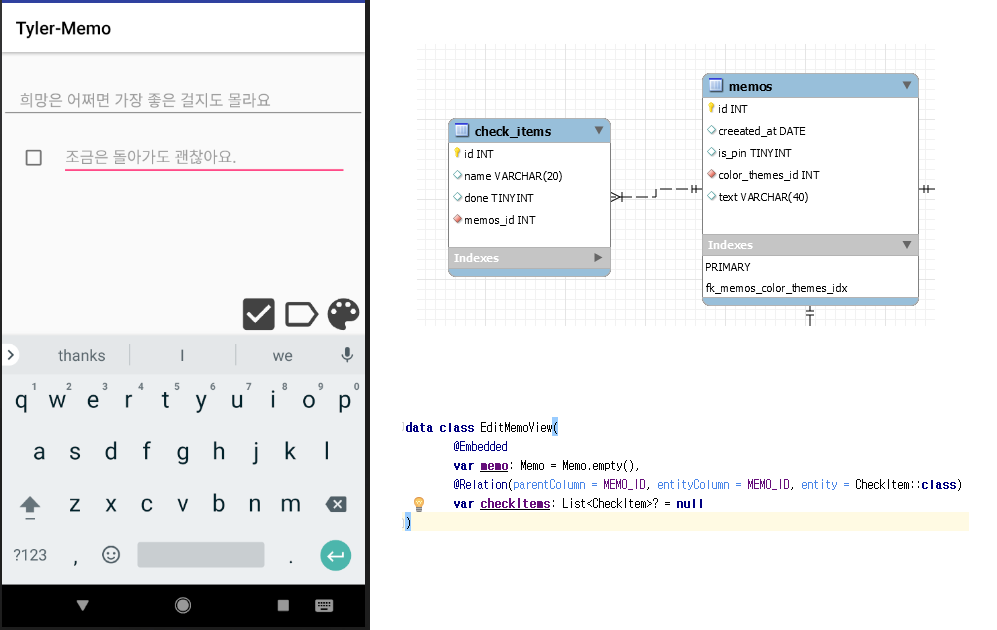 Tyler-Memo
희망은 어쩌면 가장 좋은 걸지도 몰라요
조금은 돌아가도 괜찮아요.
thanks I we
1 2 3 4 5 6 7 8 9 0
q w e r t y u i o p
a s d f g h j k l
z x c v b n m
?123 , .
check_items
id INT
name VARCHAR(20)
done TINYINT
memos_id INT
Indexes
memos
id INT
creeated_at DATE
is_pin TINYINT
color_themes_id INT
text VARCHAR(40)
Indexes
PRIMARY
fk_memos_color_themes_idx
data class EditMemoView(
@Embedded
var memo: Memo = Memo.empty(),
@Relation(parentColumn = MEMO_ID, entityColumn = MEMO_ID, entity = CheckItem::class)
var checkItems: List<CheckItem>? = null
)